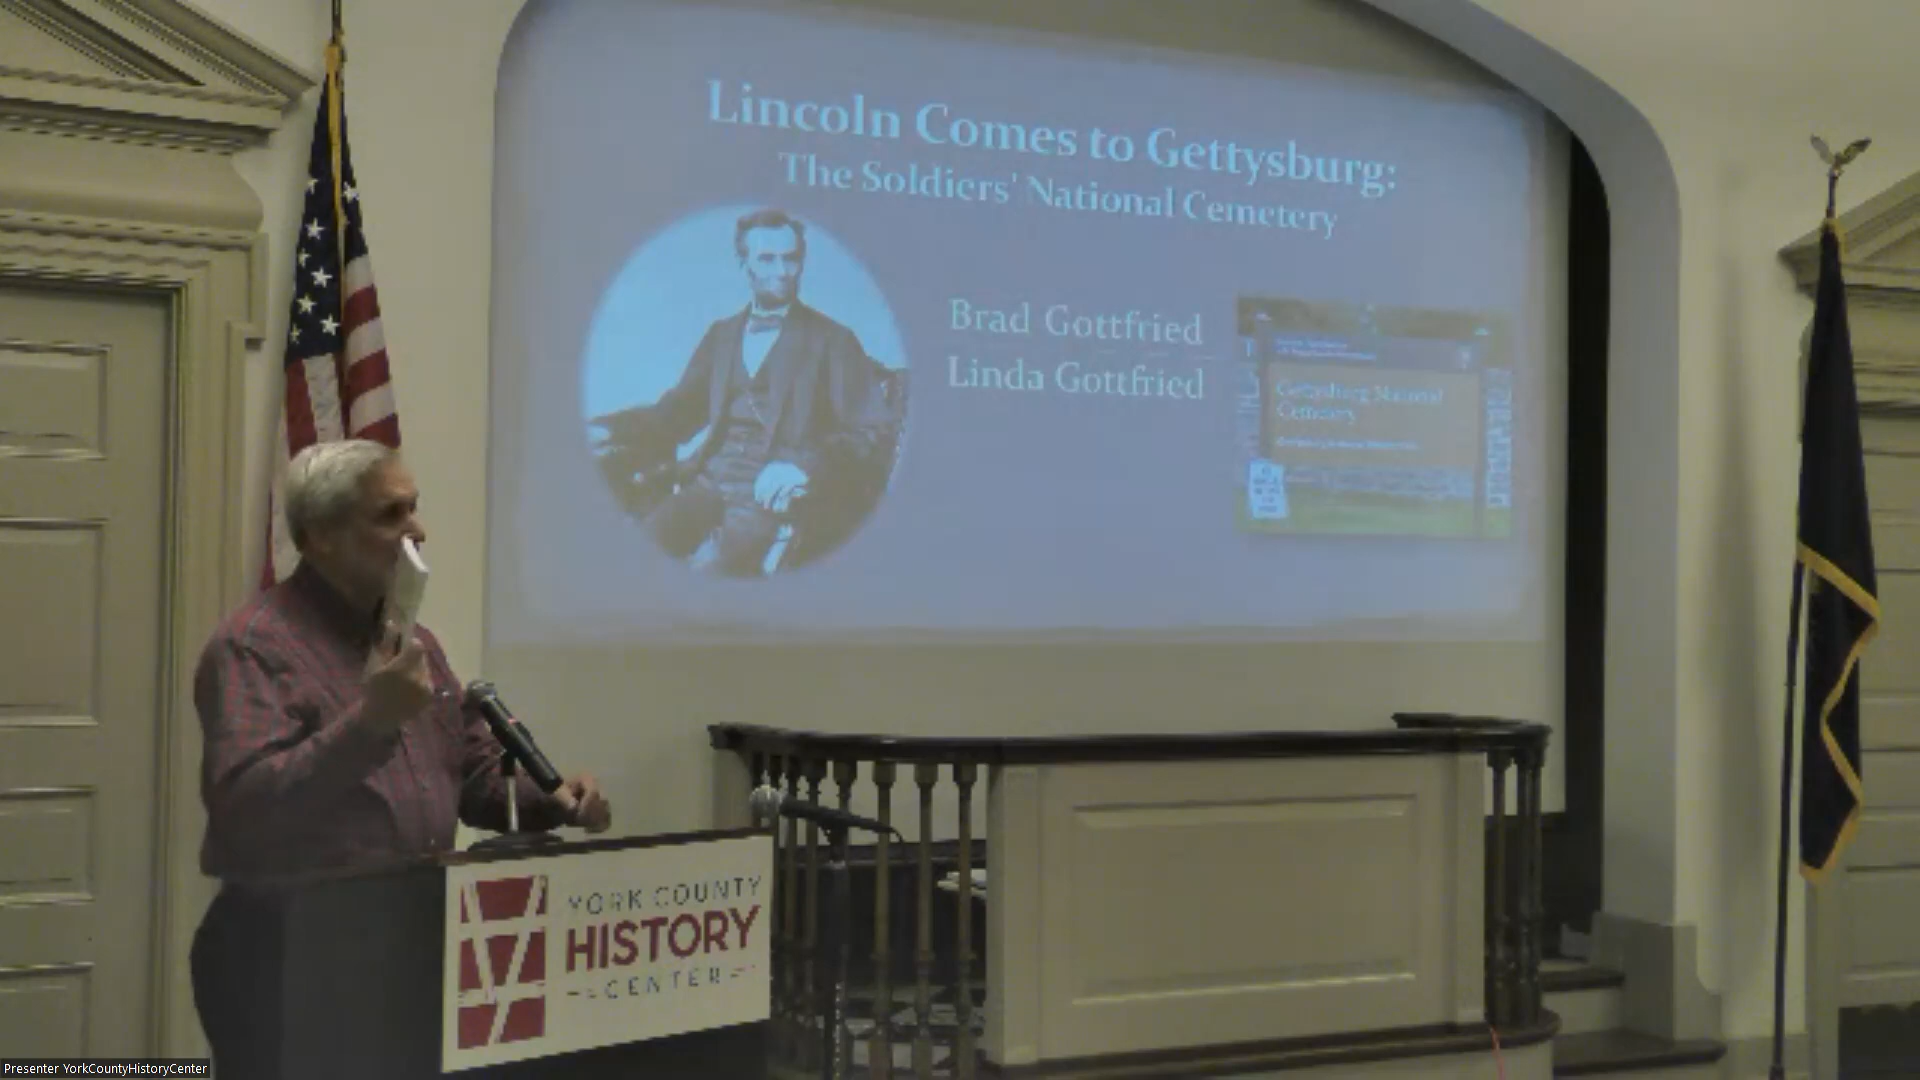 Lincoln Comes to Gettysburg:
The Soldiers' National Cemetery
Brad Gottfried
Linda Gottfried
Gettysburg National
Cemetery
YORK COUNTY
HISTORY
CENTER
Presenter YorkCountyHistoryCenter